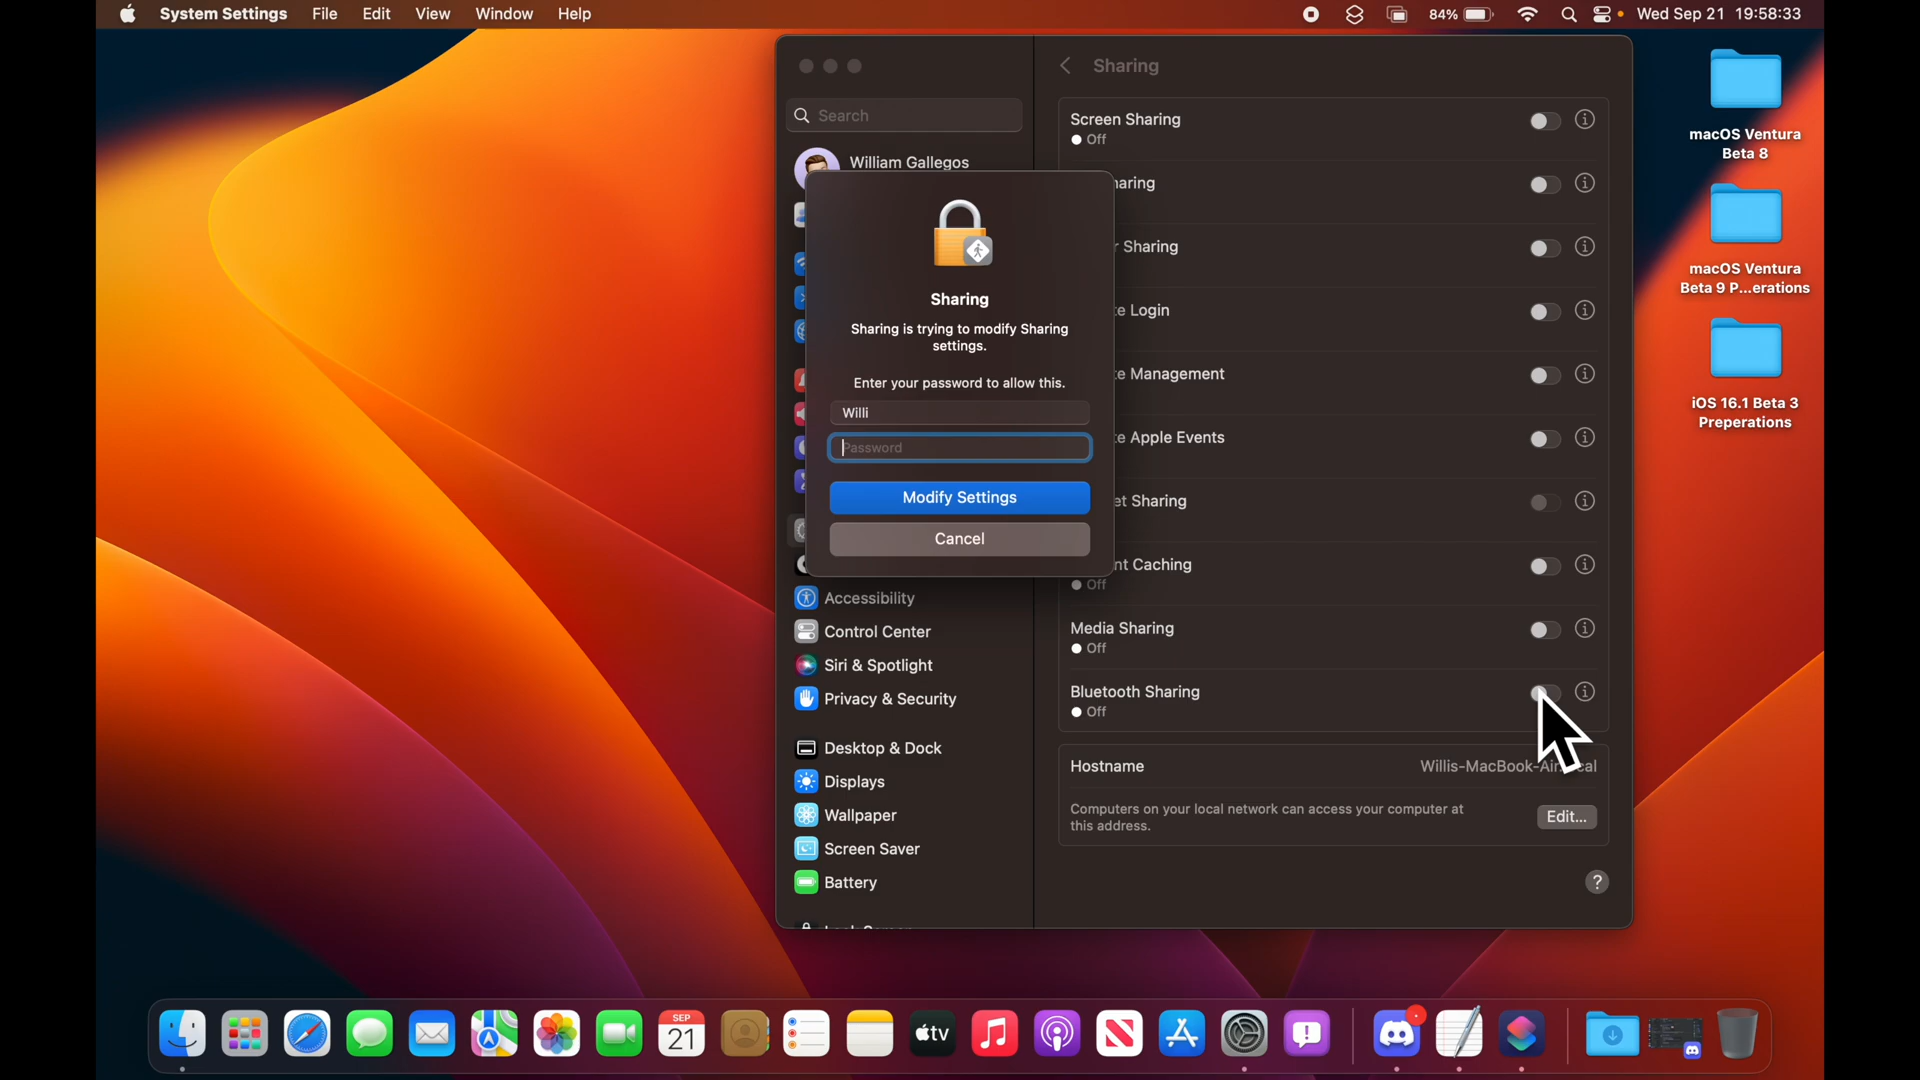 System Settings File Edit View Window Help 84% Wed Sep 21 19:58:33
Sharing
Search
William Gallegos
Sharing
Sharing is trying to modify Sharing
settings.
Enter your password to allow this.
Willi
Password
Modify Settings
Cancel
Accessibility
Control Center
Siri & Spotlight
Privacy & Security
Desktop & Dock
Displays
Wallpaper
Screen Saver
Battery
Screen Sharing
Off
Sharing
Login
Management
Apple Events
Sharing
Caching
Off
Media Sharing
Off
Bluetooth Sharing
Off
Hostname
Computers on your local network can access your computer at
this address.
Edit...
?
macOS Ventura
Beta 8
macOS Ventura
Beta 9 P...erations
iOS 16.1 Beta 3
Preperations
SEP
21
tv